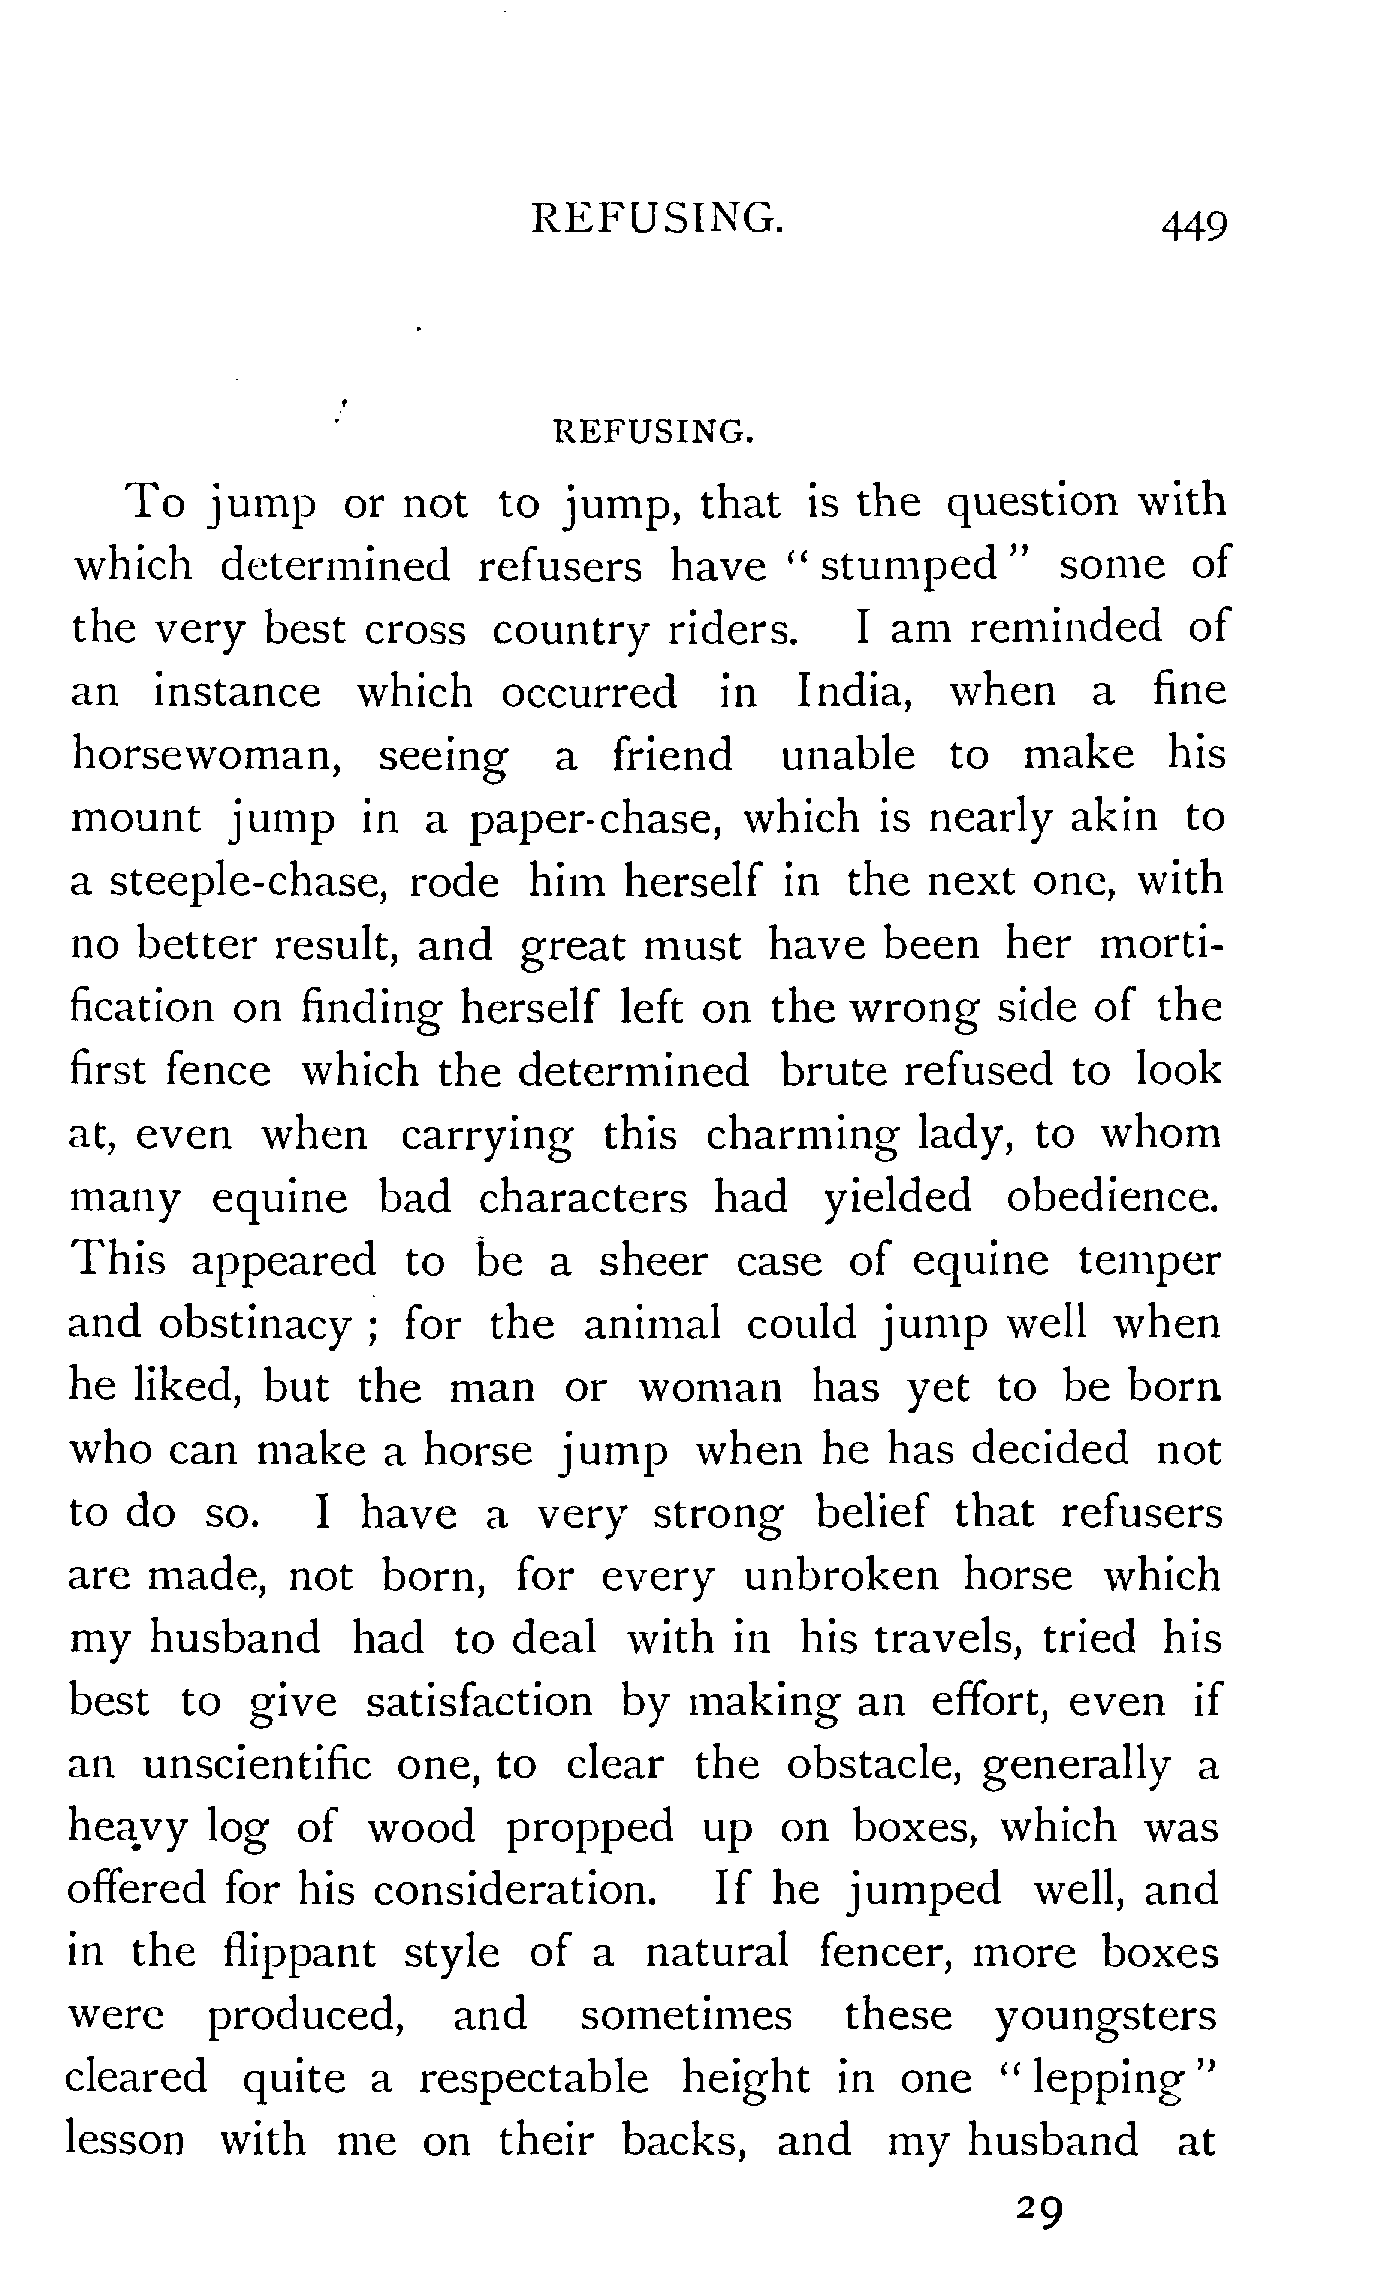 REFUSING. 449
REFUSING.
To jump or not to jump, that is the question with
which determined refusers have " stumped " some of
the very best cross country riders. I am reminded of
an instance which occurred in India, when a fine
horsewoman, seeing a friend unable to make his
mount jump in a paper-chase, which is nearly akin to
a steeple-chase, rode him herself in the next one, with
no better result, and great must have been her morti-
fication on finding herself left on the wrong side of the
first fence which the determined brute refused to look
at, even when carrying this charming lady, to whom
many equine bad characters had yielded obedience.
This appeared to be a sheer case of equine temper
and obstinacy ; for the animal could jump well when
he liked, but the man or woman has yet to be born
who can make a horse jump when he has decided not
to do so. I have a very strong belief that refusers
are made, not born, for every unbroken horse which
my husband had to deal with in his travels, tried his
best to give satisfaction by making an effort, even if
an unscientific one, to clear the obstacle, generally a
heavy log of wood propped up on boxes, which was
offered for his consideration. If he jumped well, and
in the flippant style of a natural fencer, more boxes
were produced, and sometimes these youngsters
cleared quite a respectable height in one " lepping "
lesson with me on their backs, and my husband at
29